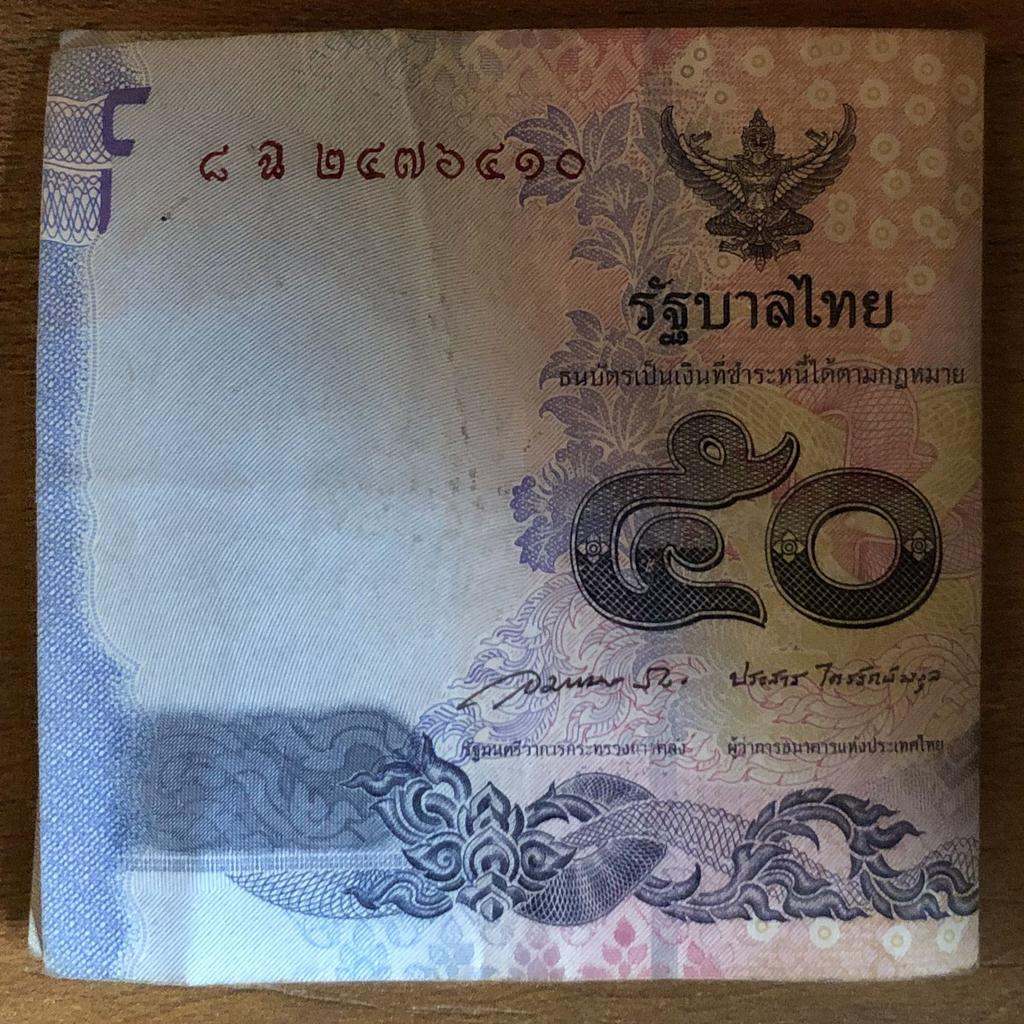 ๘ ฉ ๒๔๗๖๔๑๐
รัฐบาลไทย
ธนบัตรเป็นเงินที่ชำระหนี้ได้ตามกฎหมาย
๕๐
ประสาร ไตรรัตน์วรกุล
รัฐมนตรีว่าการกระทรวงการคลัง ผู้ว่าการธนาคารแห่งประเทศไทย